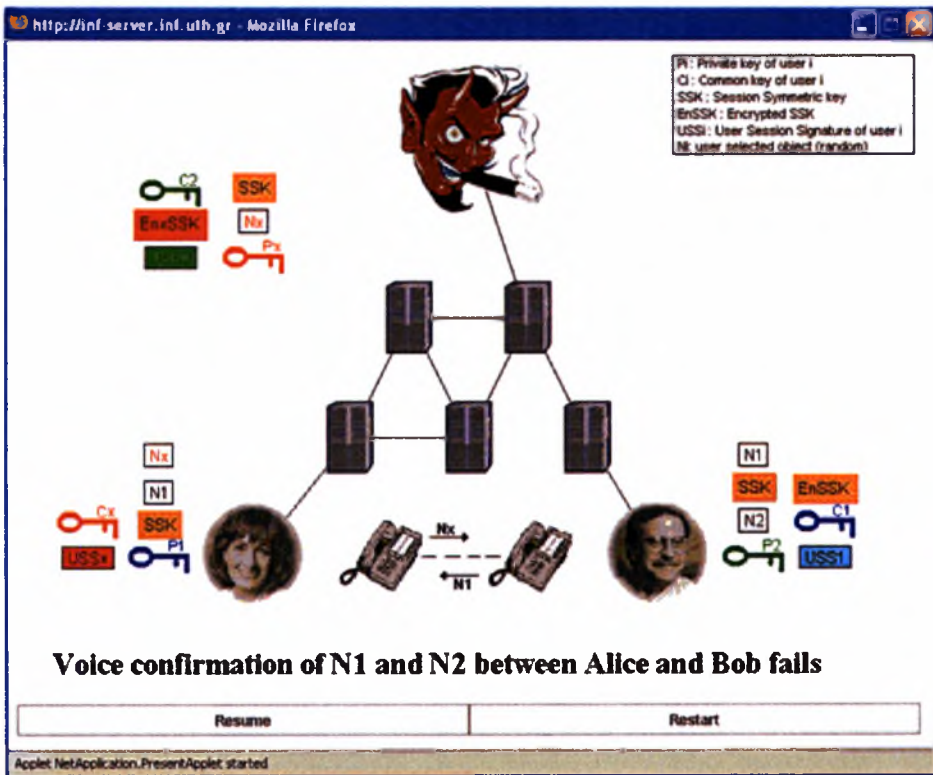 http://inf-server.inf.uth.gr - Mozilla Firefox
Pi : Private key of user i
Ci : Common key of user i
SSK : Session Symmetric key
EnSSK : Encrypted SSK
USSi : User Session Signature of user i
Ni: user selected object (random)
C2
SSK
EnxSSK
Nx
Px
Nx
N1
Cx
SSK
USSx
P1
Nx
N1
N1
SSK
EnSSK
N2
C1
P2
USS1
Voice confirmation of N1 and N2 between Alice and Bob fails
Resume
Restart
Applet NetApplication.PresentApplet started